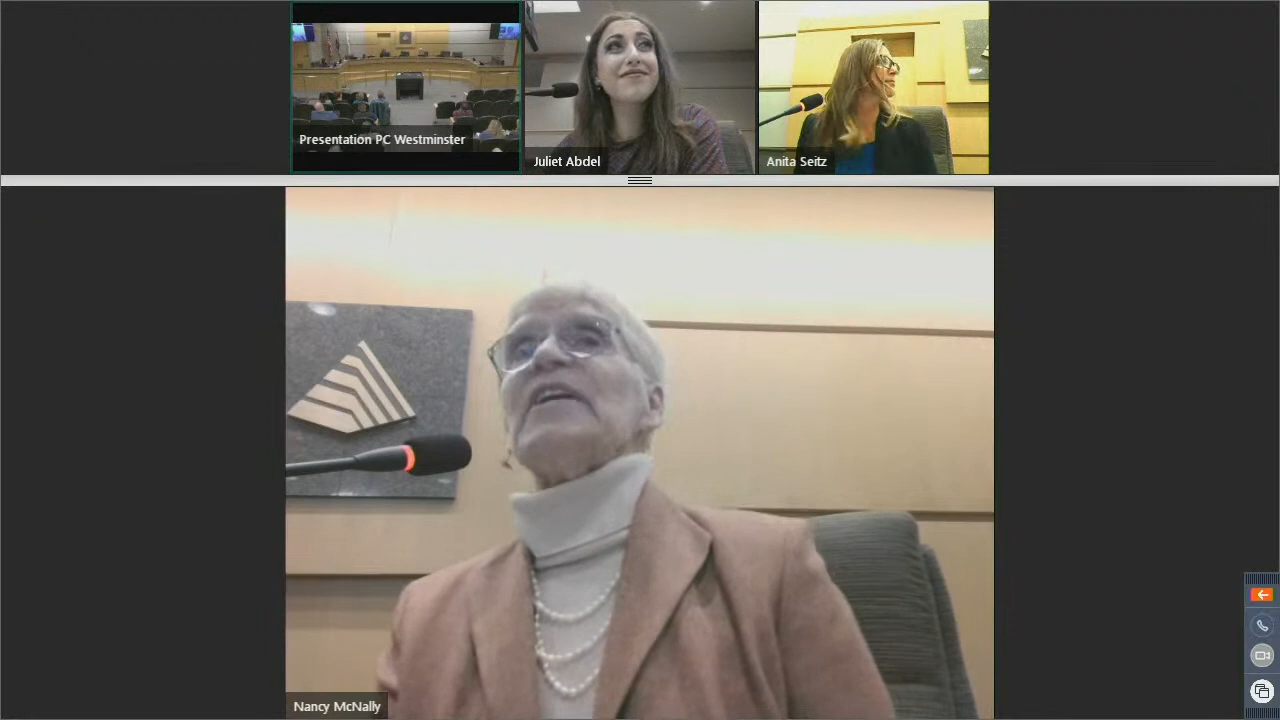 Presentation PC Westminster
Juliet Abdel
Anita Seitz
Nancy McNally